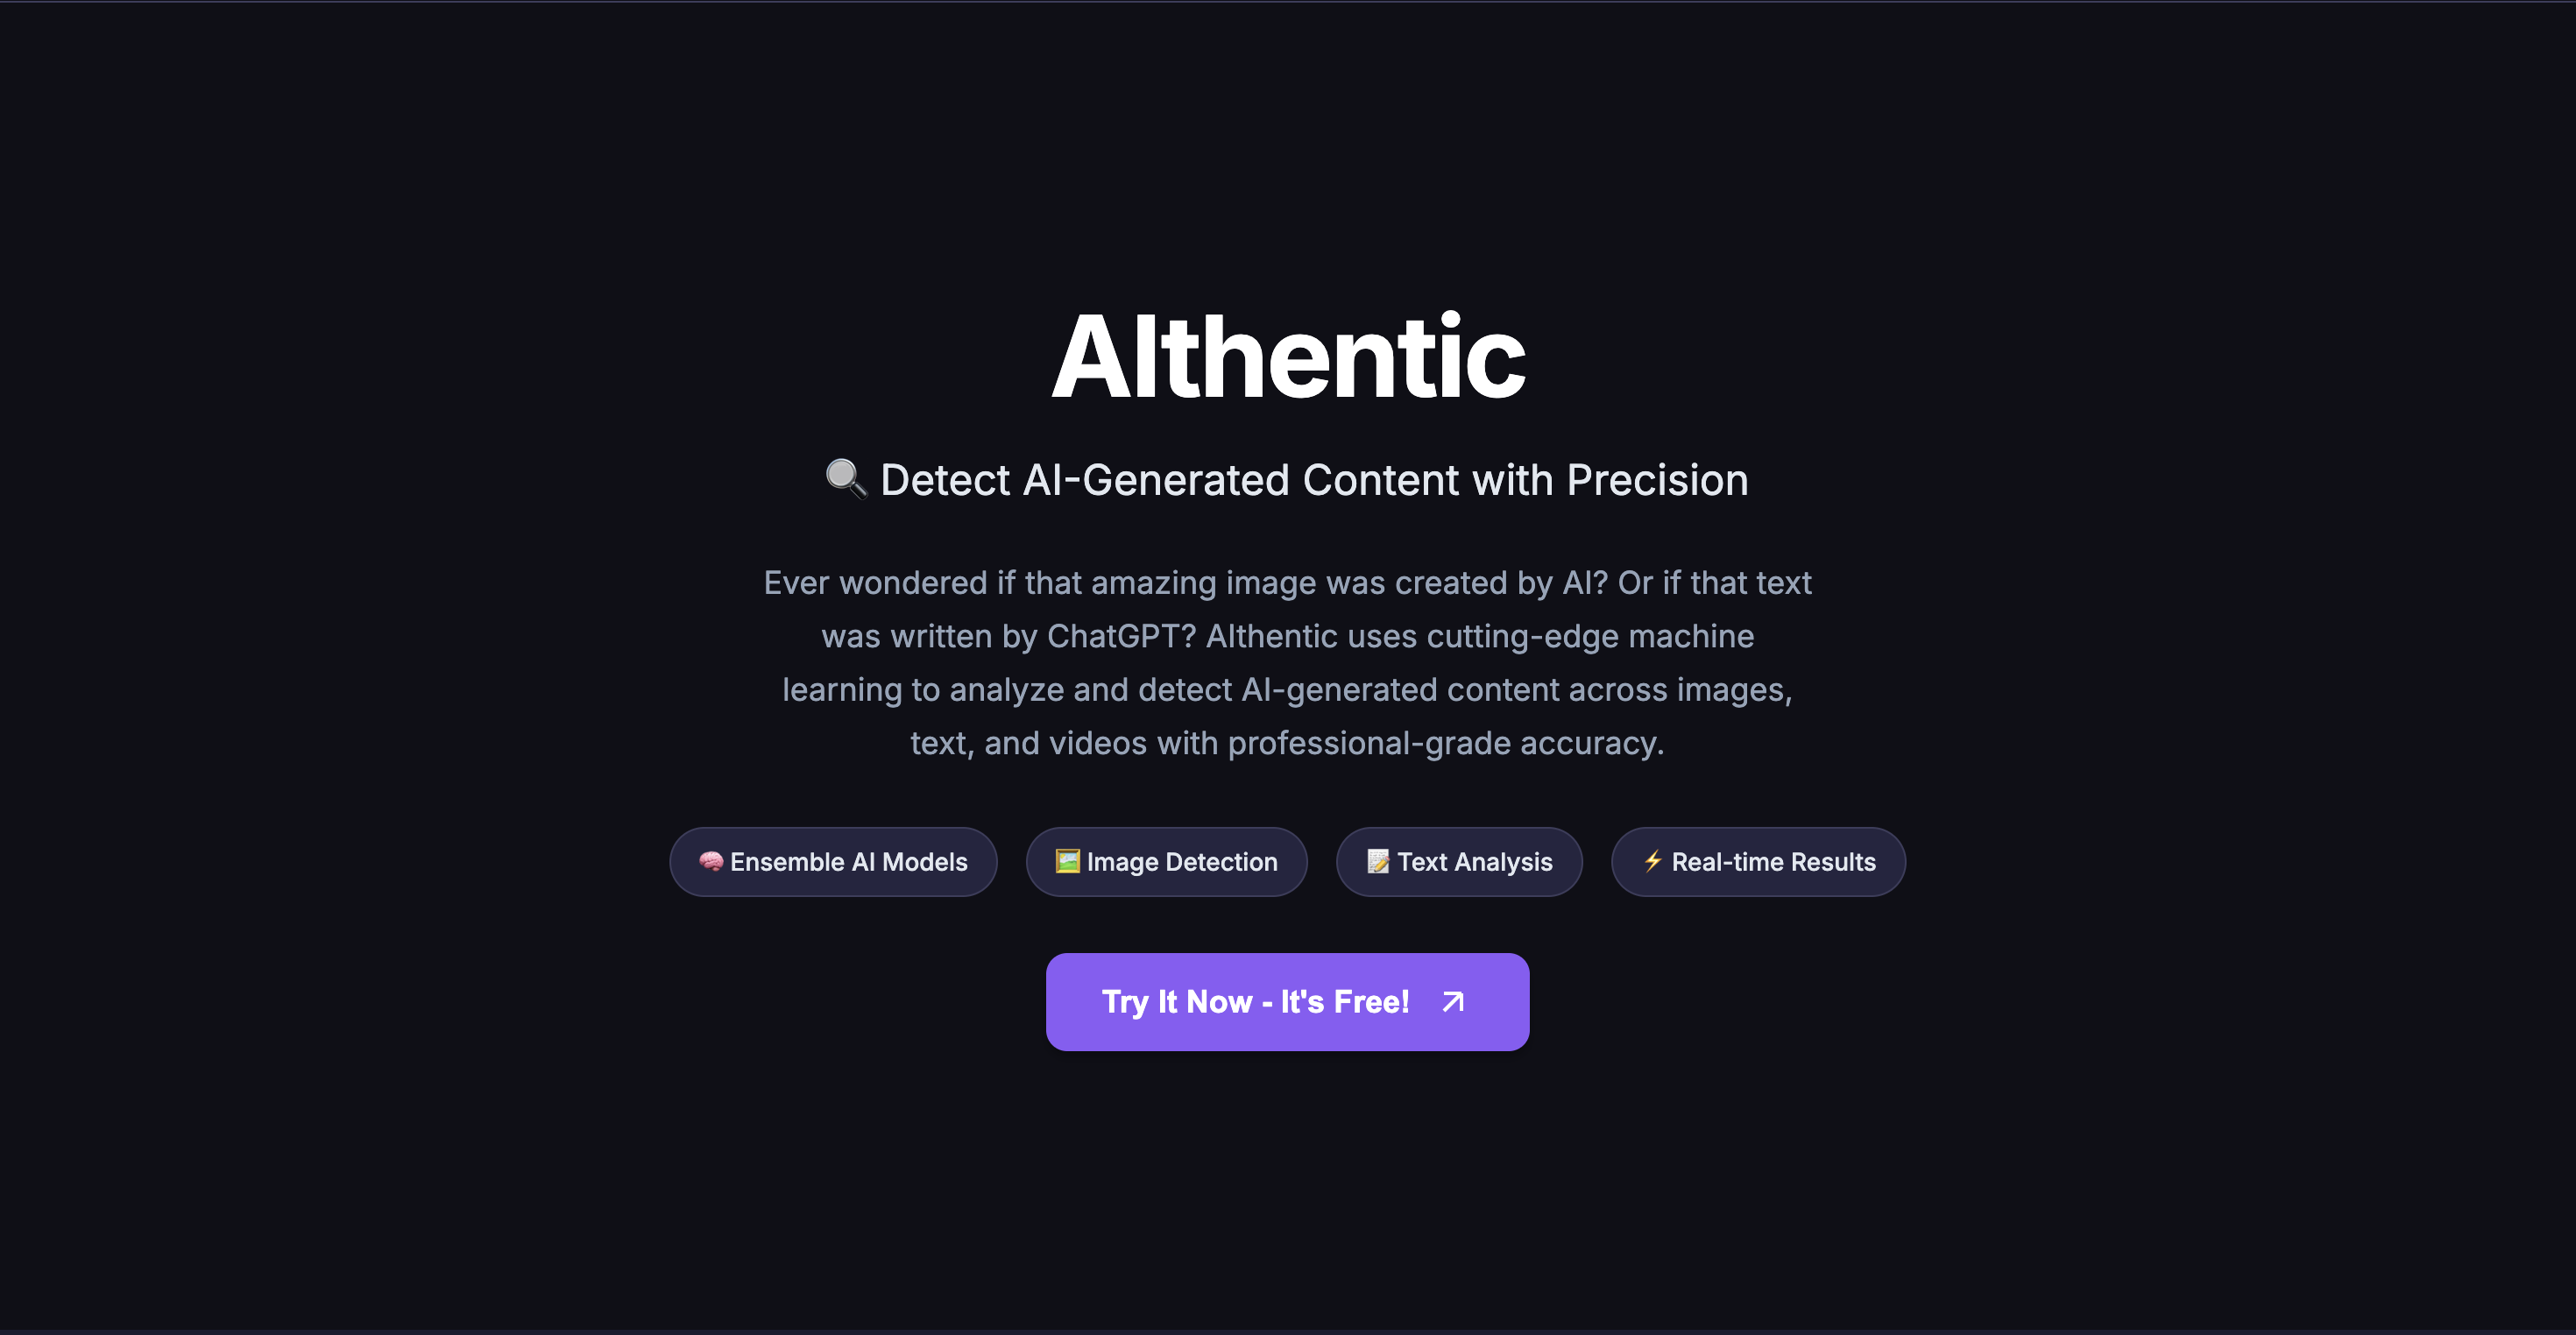 AIthentic
🔍 Detect AI-Generated Content with Precision
Ever wondered if that amazing image was created by AI? Or if that text
was written by ChatGPT? AIthentic uses cutting-edge machine
learning to analyze and detect AI-generated content across images,
text, and videos with professional-grade accuracy.
🧠 Ensemble AI Models
🖼️ Image Detection
📝 Text Analysis
⚡ Real-time Results
Try It Now - It's Free!